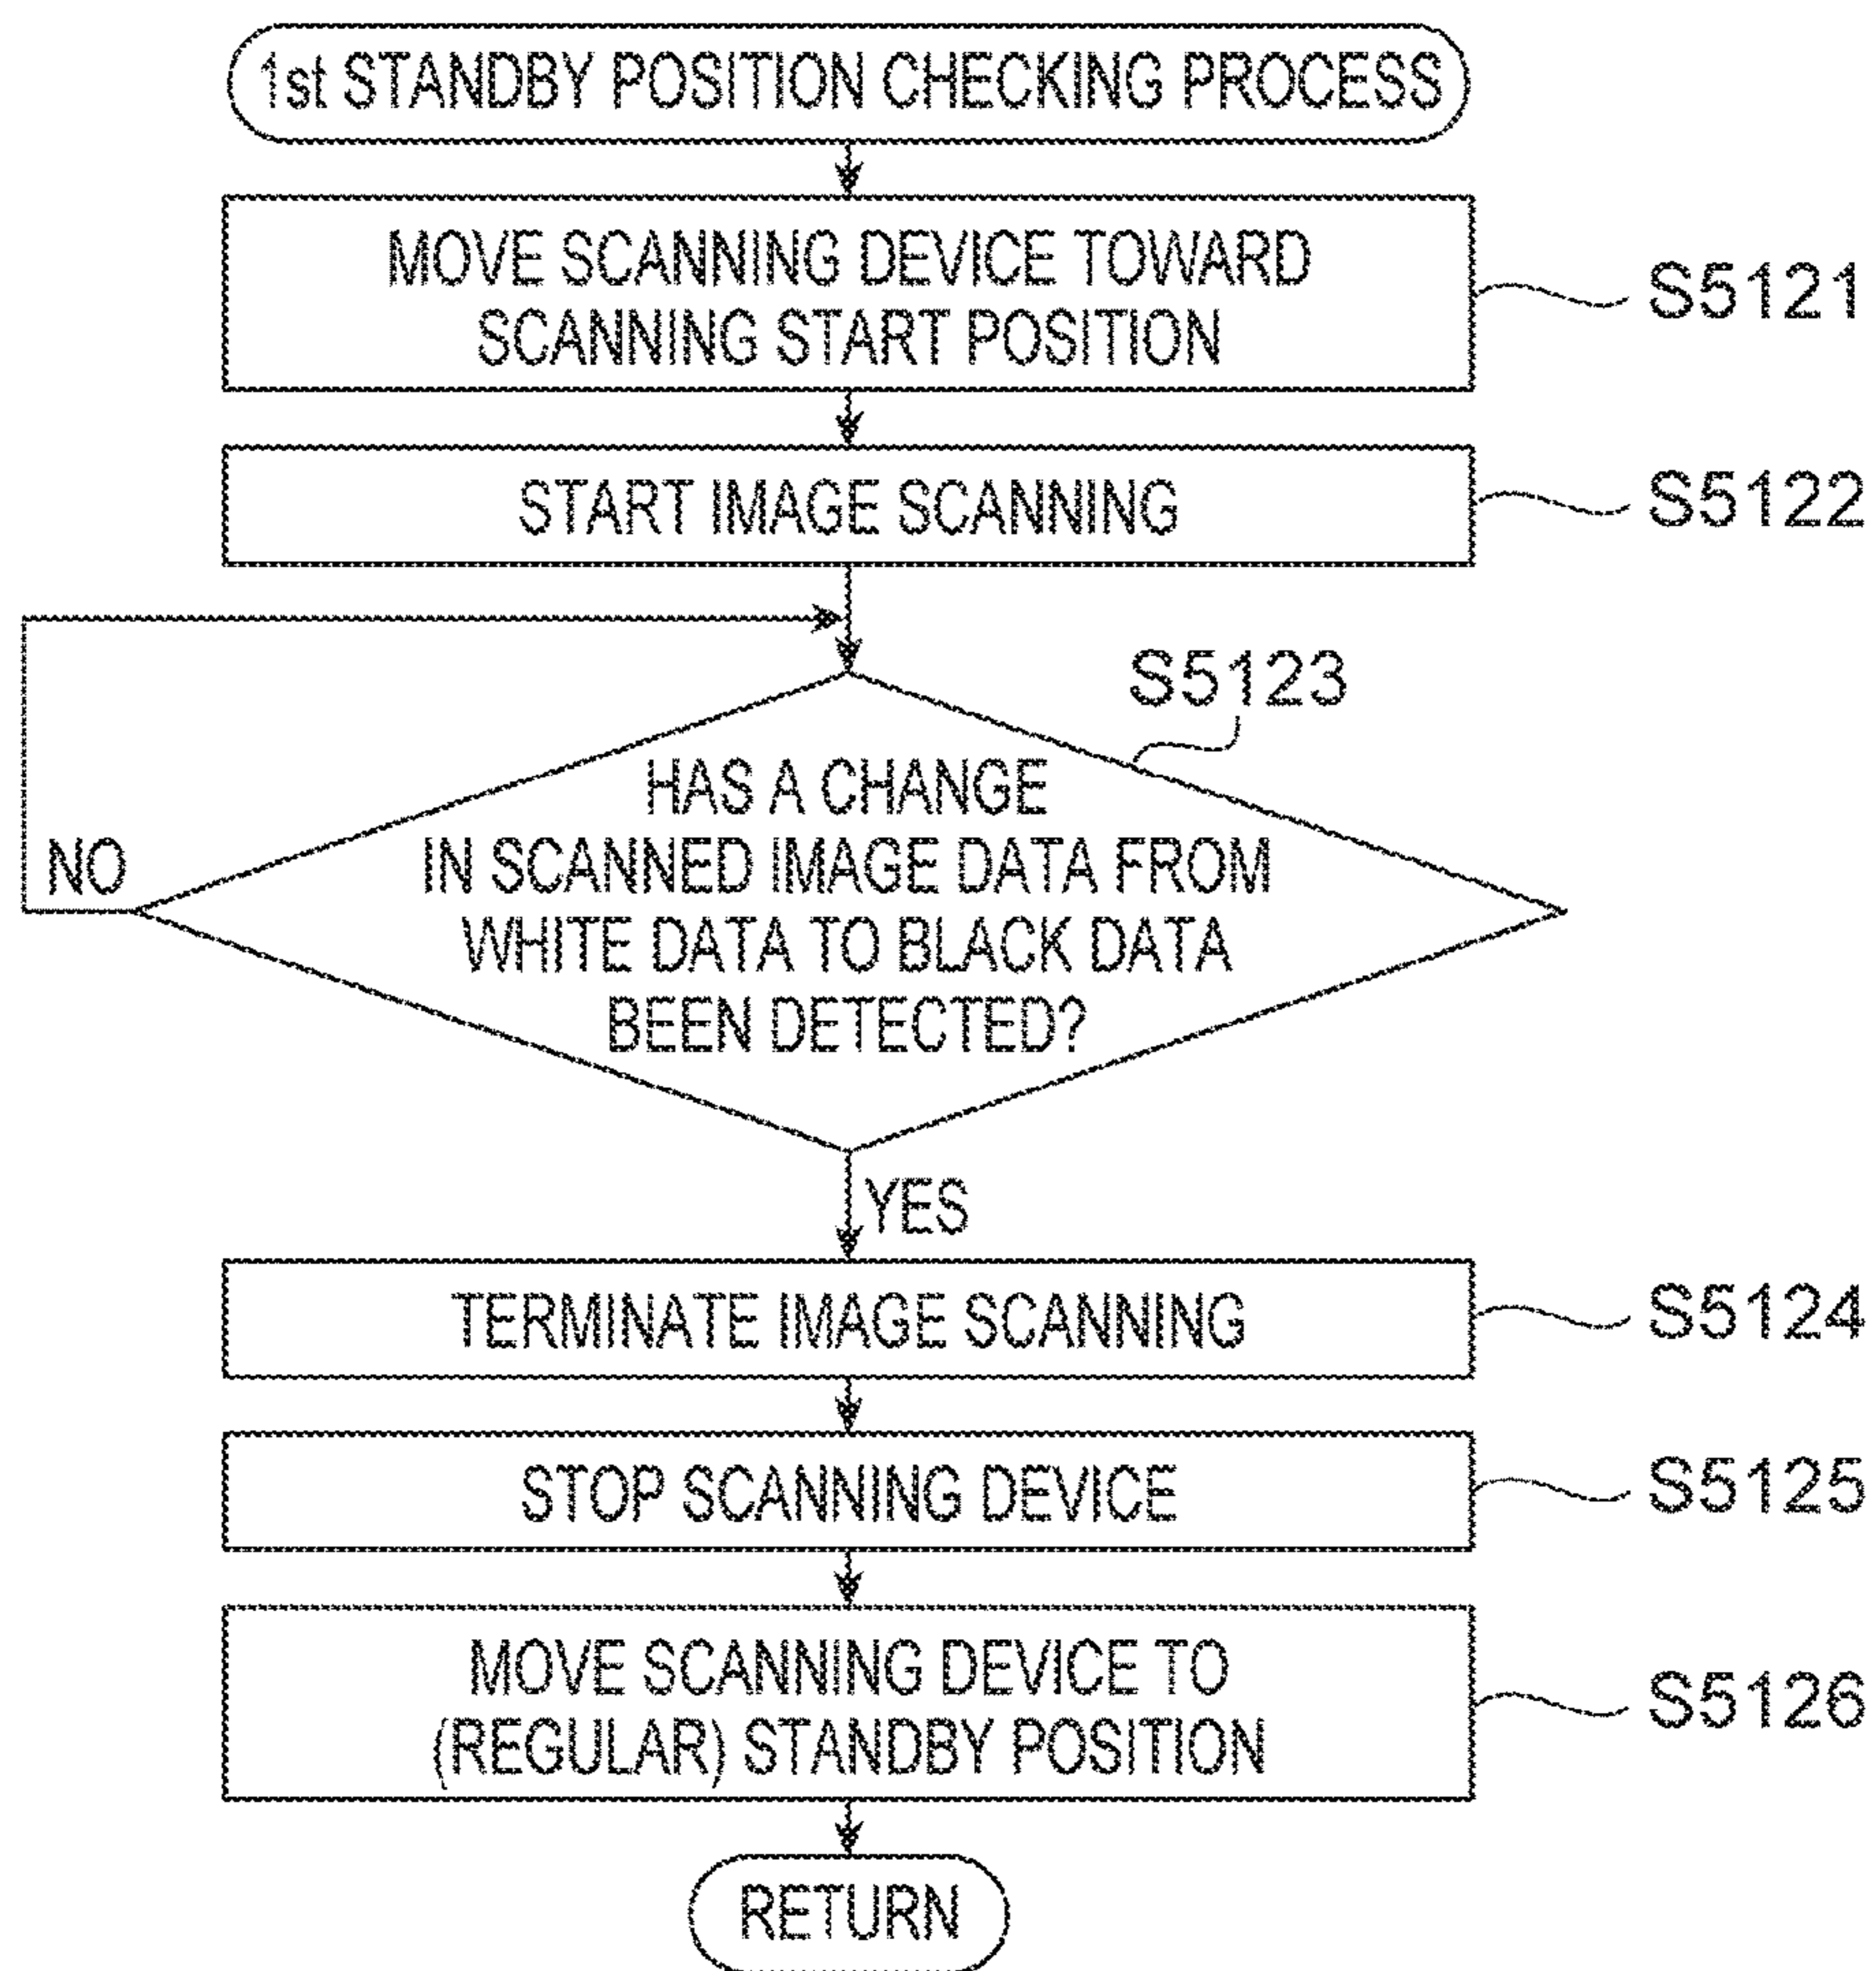 1st STANDBY POSITION CHECKING PROCESS
MOVE SCANNING DEVICE TOWARD
SCANNING START POSITION
S5121
START IMAGE SCANNING
S5122
S5123
HAS A CHANGE
IN SCANNED IMAGE DATA FROM
WHITE DATA TO BLACK DATA
BEEN DETECTED?
NO
YES
TERMINATE IMAGE SCANNING
S5124
STOP SCANNING DEVICE
S5125
MOVE SCANNING DEVICE TO
(REGULAR) STANDBY POSITION
S5126
RETURN